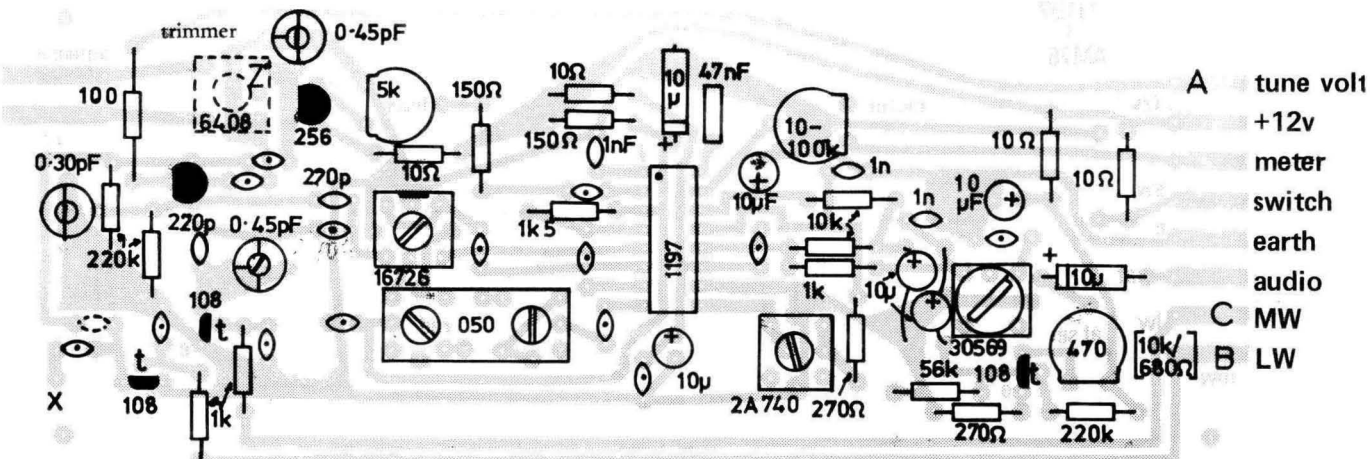 trimmer
0·45pF
100
6408
256
5k
150Ω
10Ω
10Ω
150Ω
1nF
10
µ
+
47nF
10-
100k
1n
0·30pF
220k
220p
0·45pF
270p
16726
050
1k5
1197
+
10µF
10k
1k
1n
10
µF
+
10Ω
10Ω
+
10µ
+
10µ
+
30569
470
[10k/
680Ω]
108
t
t
108
X
1k
10µ
+
2A740
270Ω
56k
108
t
270Ω
220k
A tune volt
+12v
meter
switch
earth
audio
C MW
B LW